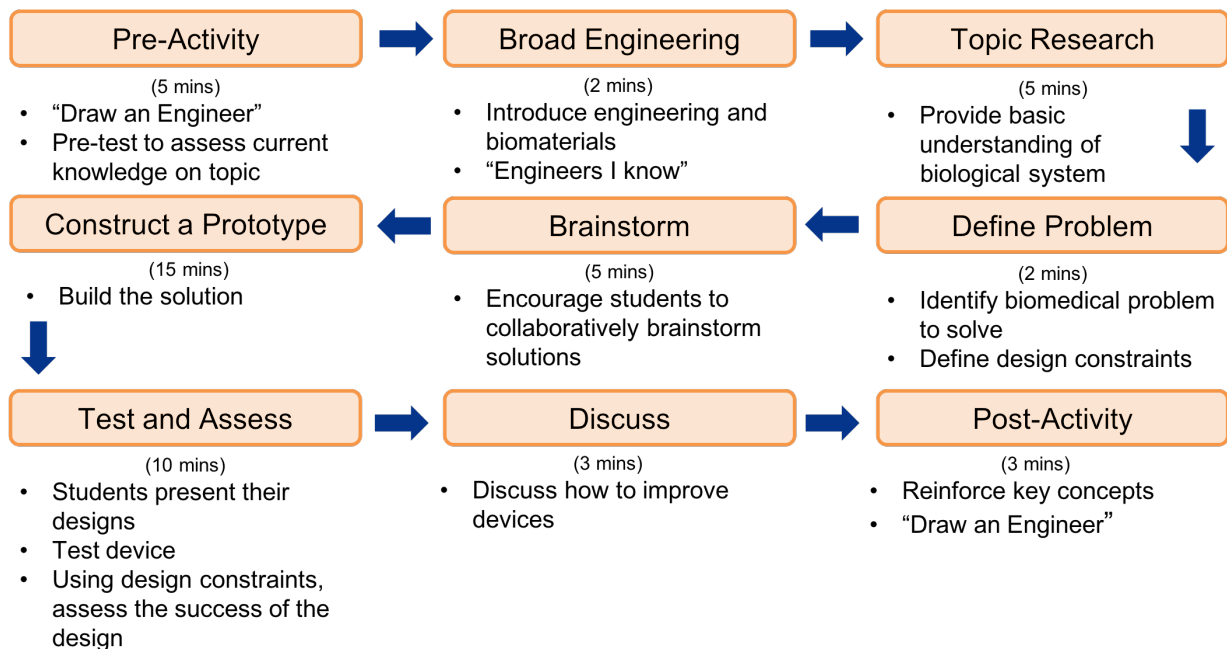 Pre-Activity
(5 mins)
• “Draw an Engineer”
• Pre-test to assess current
knowledge on topic
Broad Engineering
(2 mins)
• Introduce engineering and
biomaterials
• “Engineers I know”
Topic Research
(5 mins)
• Provide basic
understanding of
biological system
Define Problem
(2 mins)
• Identify biomedical problem
to solve
• Define design constraints
Brainstorm
(5 mins)
• Encourage students to
collaboratively brainstorm
solutions
Construct a Prototype
(15 mins)
• Build the solution
Test and Assess
(10 mins)
• Students present their
designs
• Test device
• Using design constraints,
assess the success of the
design
Discuss
(3 mins)
• Discuss how to improve
devices
Post-Activity
(3 mins)
• Reinforce key concepts
• “Draw an Engineer”